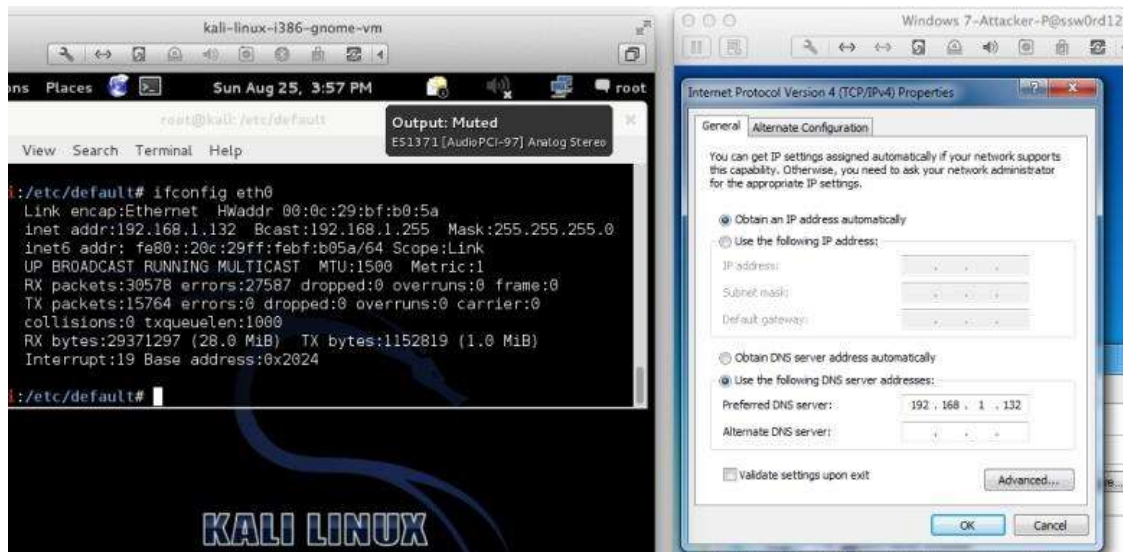 kali-linux-i386-gnome-vm
ns Places Sun Aug 25, 3:57 PM root
root@kali: /etc/default
Output: Muted
ES1371 [AudioPCI-97] Analog Stereo
View Search Terminal Help
i:/etc/default# ifconfig eth0
Link encap:Ethernet HWaddr 00:0c:29:bf:b0:5a
inet addr:192.168.1.132 Bcast:192.168.1.255 Mask:255.255.255.0
inet6 addr: fe80::20c:29ff:febf:b05a/64 Scope:Link
UP BROADCAST RUNNING MULTICAST MTU:1500 Metric:1
RX packets:30578 errors:27587 dropped:0 overruns:0 frame:0
TX packets:15764 errors:0 dropped:0 overruns:0 carrier:0
collisions:0 txqueuelen:1000
RX bytes:29371297 (28.0 MiB) TX bytes:1152819 (1.0 MiB)
Interrupt:19 Base address:0x2024
i:/etc/default#
KALI LINUX
Windows 7-Attacker-P@ssw0rd12
Internet Protocol Version 4 (TCP/IPv4) Properties
General Alternate Configuration
You can get IP settings assigned automatically if your network supports
this capability. Otherwise, you need to ask your network administrator
for the appropriate IP settings.
Obtain an IP address automatically
Use the following IP address:
IP address:
Subnet mask:
Default gateway:
Obtain DNS server address automatically
Use the following DNS server addresses:
Preferred DNS server: 192 . 168 . 1 . 132
Alternate DNS server:
Validate settings upon exit
Advanced...
OK Cancel